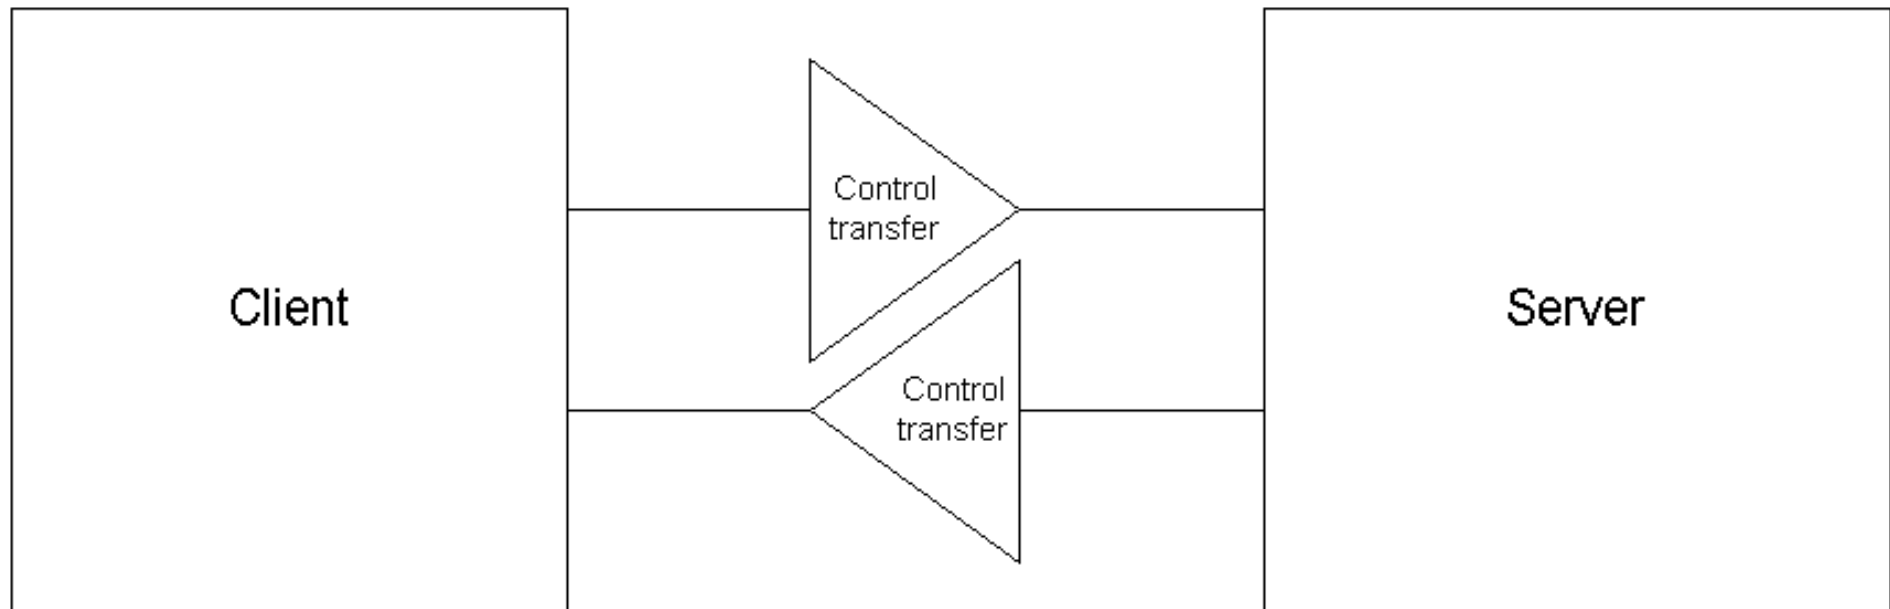 Client
Control
transfer
Control
transfer
Server